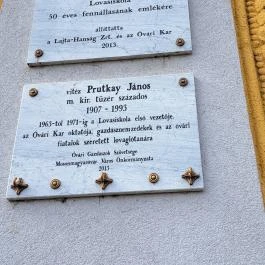 Lovasiskola
50 éves fennállásának emlékére
állíttatta
a Lajta-Hanság Zrt. és az Óvári Kar
2013.
vitéz Prutkay János
m. kir. tüzér százados
1907 - 1993
1963-tól 1971-ig a Lovasiskola első vezetője,
az Óvári Kar oktatója, gazdásznemzedékek és az óvári
fiatalok szeretett lovaglótanára
Óvári Gazdászok Szövetsége
Mosonmagyaróvár Város Önkormányzata
2013